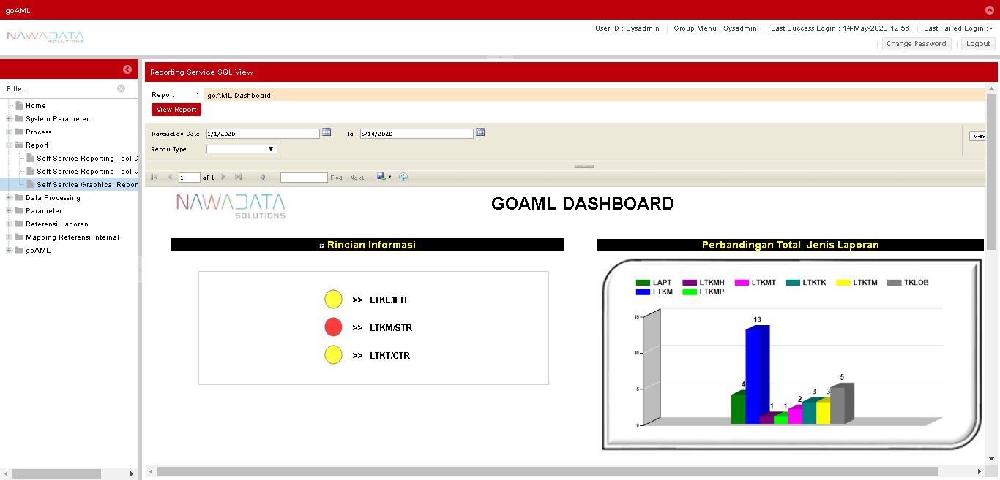 goAML
NAWADATA
SOLUTIONS
User ID : Sysadmin
Group Menu : Sysadmin
Last Success Login : 14-May-2020 12:56
Last Failed Login : -
Change Password
Logout
Filter:
Home
System Parameter
Process
Report
Self Service Reporting Tool D
Self Service Reporting Tool V
Self Service Graphical Repor
Data Processing
Parameter
Referensi Laporan
Mapping Referensi Internal
goAML
Reporting Service SQL View
Report : goAML Dashboard
View Report
Transaction Date 1/1/2020 To 5/14/2020
View
Report Type
1 of 1 Find | Next
NAWADATA
SOLUTIONS
GOAML DASHBOARD
Rincian Informasi
>> LTKL/IFTI
>> LTKM/STR
>> LTKT/CTR
Perbandingan Total Jenis Laporan
LAPT LTKMH LTKMT LTKTK LTKTM TKLOB
LTKM LTKMP
15
10
5
0
4
13
1
1
2
3
3
5